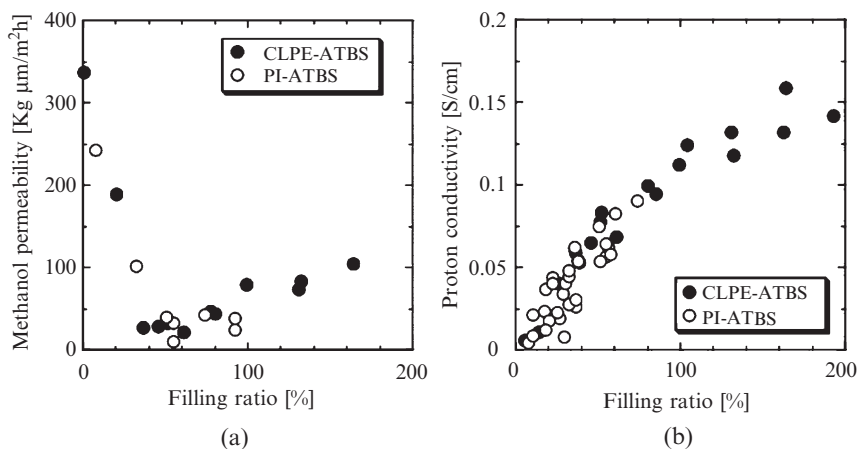 400
300
200
100
0
0
100
200
Methanol permeability [Kg μm/m²h]
Filling ratio [%]
CLPE-ATBS
PI-ATBS
(a)
0.2
0.15
0.1
0.05
0
0
100
200
Proton conductivity [S/cm]
Filling ratio [%]
CLPE-ATBS
PI-ATBS
(b)